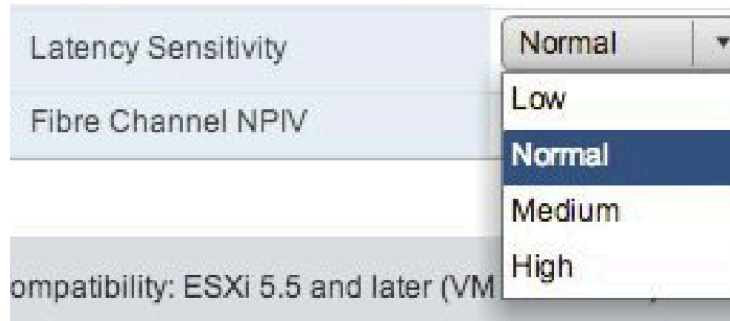 Latency Sensitivity Normal
Low
Fibre Channel NPIV
Normal
Medium
High
ompatibility: ESXi 5.5 and later (VM